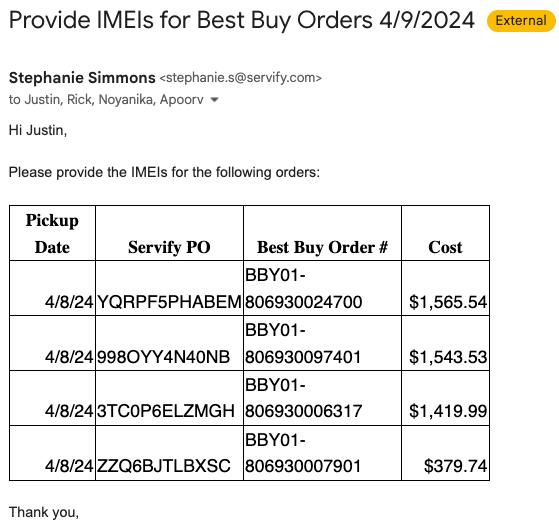 Provide IMEIs for Best Buy Orders 4/9/2024 External
Stephanie Simmons <stephanie.s@servify.com>
to Justin, Rick, Noyanika, Apoorv
Hi Justin,
Please provide the IMEIs for the following orders:
Pickup
Date Servify PO Best Buy Order # Cost
BBY01-
4/8/24 YQRPF5PHABEM 806930024700 $1,565.54
BBY01-
4/8/24 998OYY4N40NB 806930097401 $1,543.53
BBY01-
4/8/24 3TC0P6ELZMGH 806930006317 $1,419.99
BBY01-
4/8/24 ZZQ6BJTLBXSC 806930007901 $379.74
Thank you,